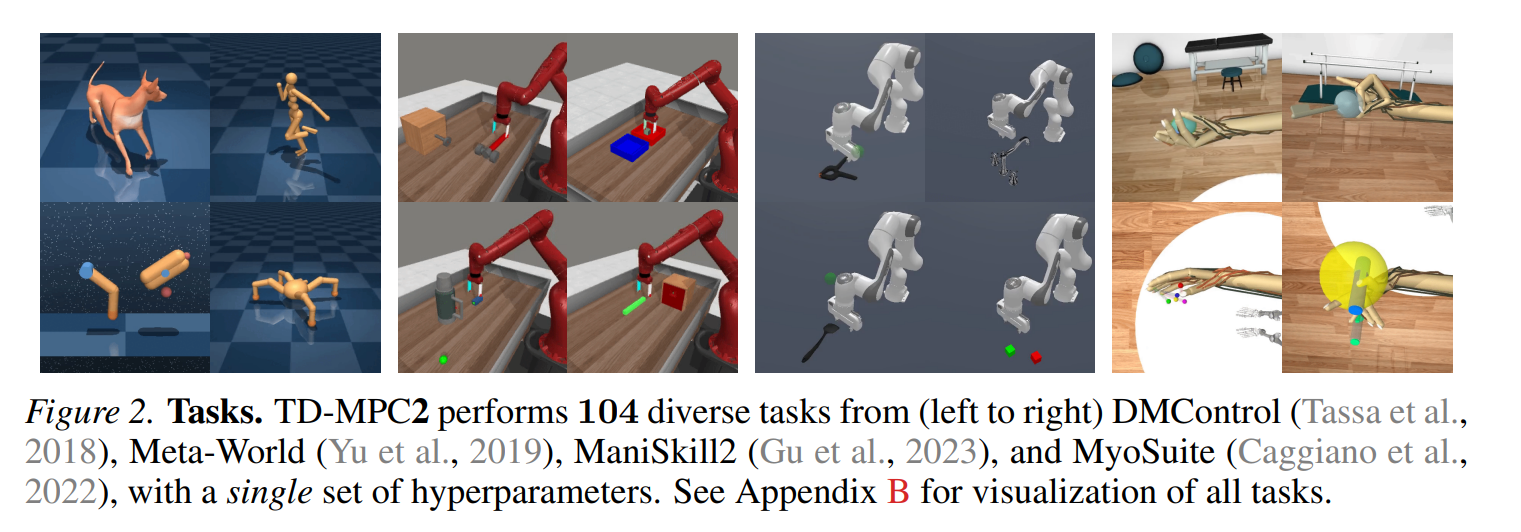 Figure 2. Tasks. TD-MPC2 performs 104 diverse tasks from (left to right) DMControl (Tassa et al.,
2018), Meta-World (Yu et al., 2019), ManiSkill2 (Gu et al., 2023), and MyoSuite (Caggiano et al.,
2022), with a single set of hyperparameters. See Appendix B for visualization of all tasks.